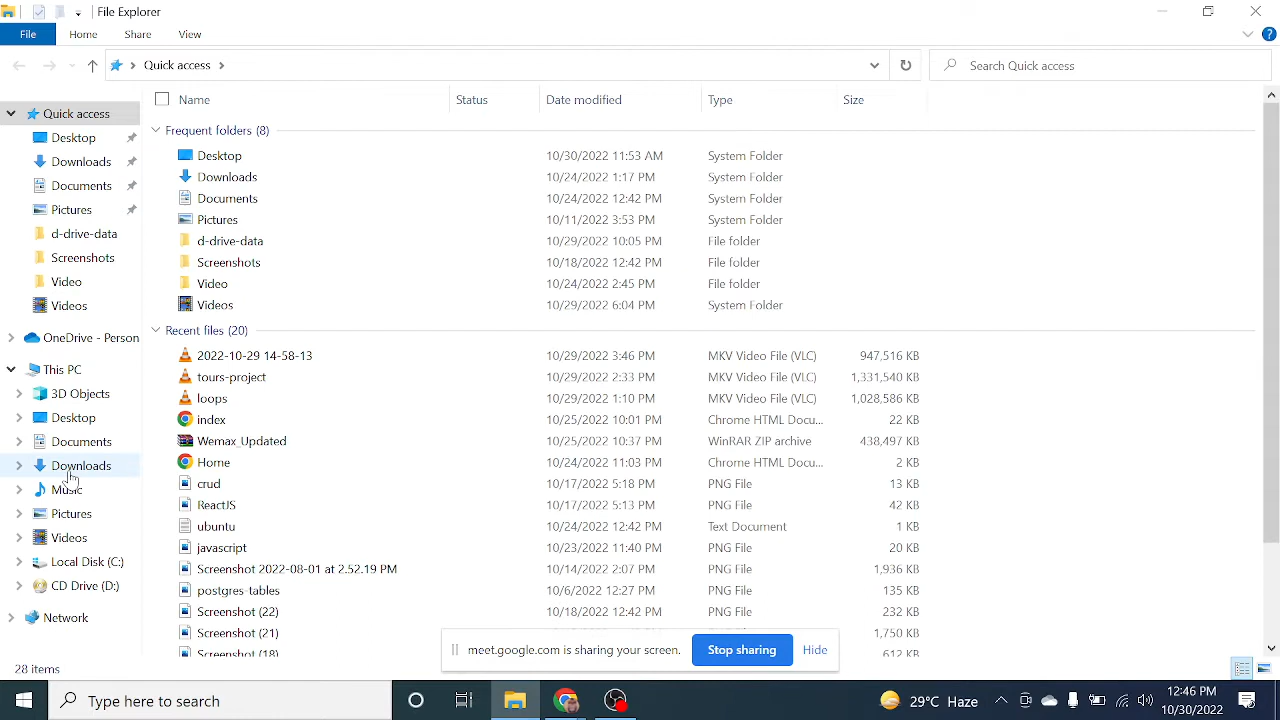 File Explorer
File Home Share View
Quick access
Search Quick access
Name Status Date modified Type Size
Quick access
Desktop
Downloads
Documents
Pictures
d-drive-data
Screenshots
Video
Videos
OneDrive - Person
This PC
3D Objects
Desktop
Documents
Downloads
Music
Pictures
Videos
Local Disk (C:)
CD Drive (D:)
Network
Frequent folders (8)
Desktop 10/30/2022 11:53 AM System Folder
Downloads 10/24/2022 1:17 PM System Folder
Documents 10/24/2022 12:42 PM System Folder
Pictures 10/11/2022 3:53 PM System Folder
d-drive-data 10/29/2022 10:05 PM File folder
Screenshots 10/18/2022 12:42 PM File folder
Video 10/24/2022 2:45 PM File folder
Videos 10/29/2022 6:04 PM System Folder
Recent files (20)
2022-10-29 14-58-13 10/29/2022 3:46 PM MKV Video File (VLC) 947,516 KB
tours-project 10/29/2022 2:33 PM MKV Video File (VLC) 1,331,540 KB
loops 10/29/2022 1:10 PM MKV Video File (VLC) 1,028,586 KB
index 10/25/2022 10:01 PM Chrome HTML Docu... 22 KB
Wemax_Updated 10/25/2022 10:37 PM WinRAR ZIP archive 438,497 KB
Home 10/24/2022 11:03 PM Chrome HTML Docu... 2 KB
crud 10/17/2022 5:18 PM PNG File 13 KB
ReactJS 10/17/2022 5:13 PM PNG File 42 KB
ubuntu 10/24/2022 12:42 PM Text Document 1 KB
javascript 10/23/2022 11:40 PM PNG File 20 KB
Screenshot 2022-08-01 at 2.52.19 PM 10/14/2022 2:07 PM PNG File 1,936 KB
postgres-tables 10/6/2022 12:27 PM PNG File 135 KB
Screenshot (22) 10/18/2022 12:42 PM PNG File 232 KB
Screenshot (21) 1,750 KB
Screenshot (18) 612 KB
meet.google.com is sharing your screen. Stop sharing Hide
28 items
Type here to search
29°C Haze
12:46 PM
10/30/2022